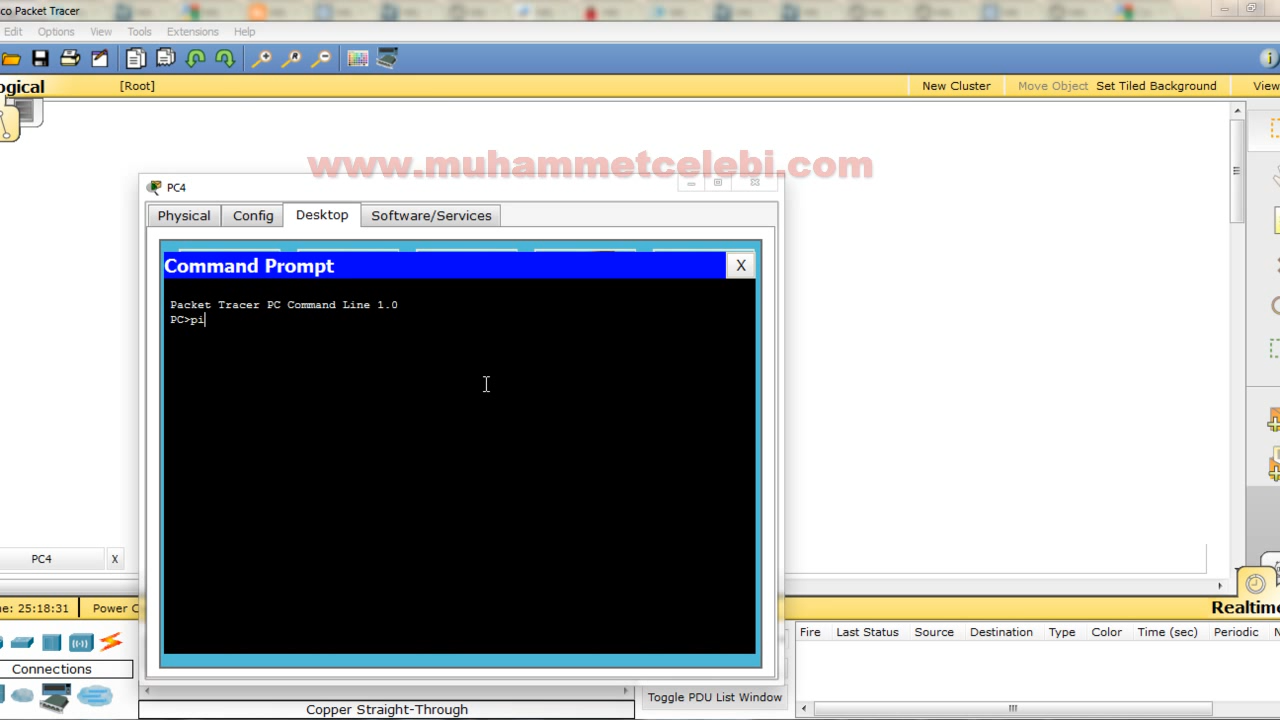 co Packet Tracer
Edit Options View Tools Extensions Help
ogical [Root] New Cluster Move Object Set Tiled Background View
www.muhammetcelebi.com
PC4
Physical Config Desktop Software/Services
Command Prompt X
Packet Tracer PC Command Line 1.0
PC>pi
PC4 X
ne: 25:18:31 Power C Realtime
Fire Last Status Source Destination Type Color Time (sec) Periodic N
Connections
Toggle PDU List Window
Copper Straight-Through